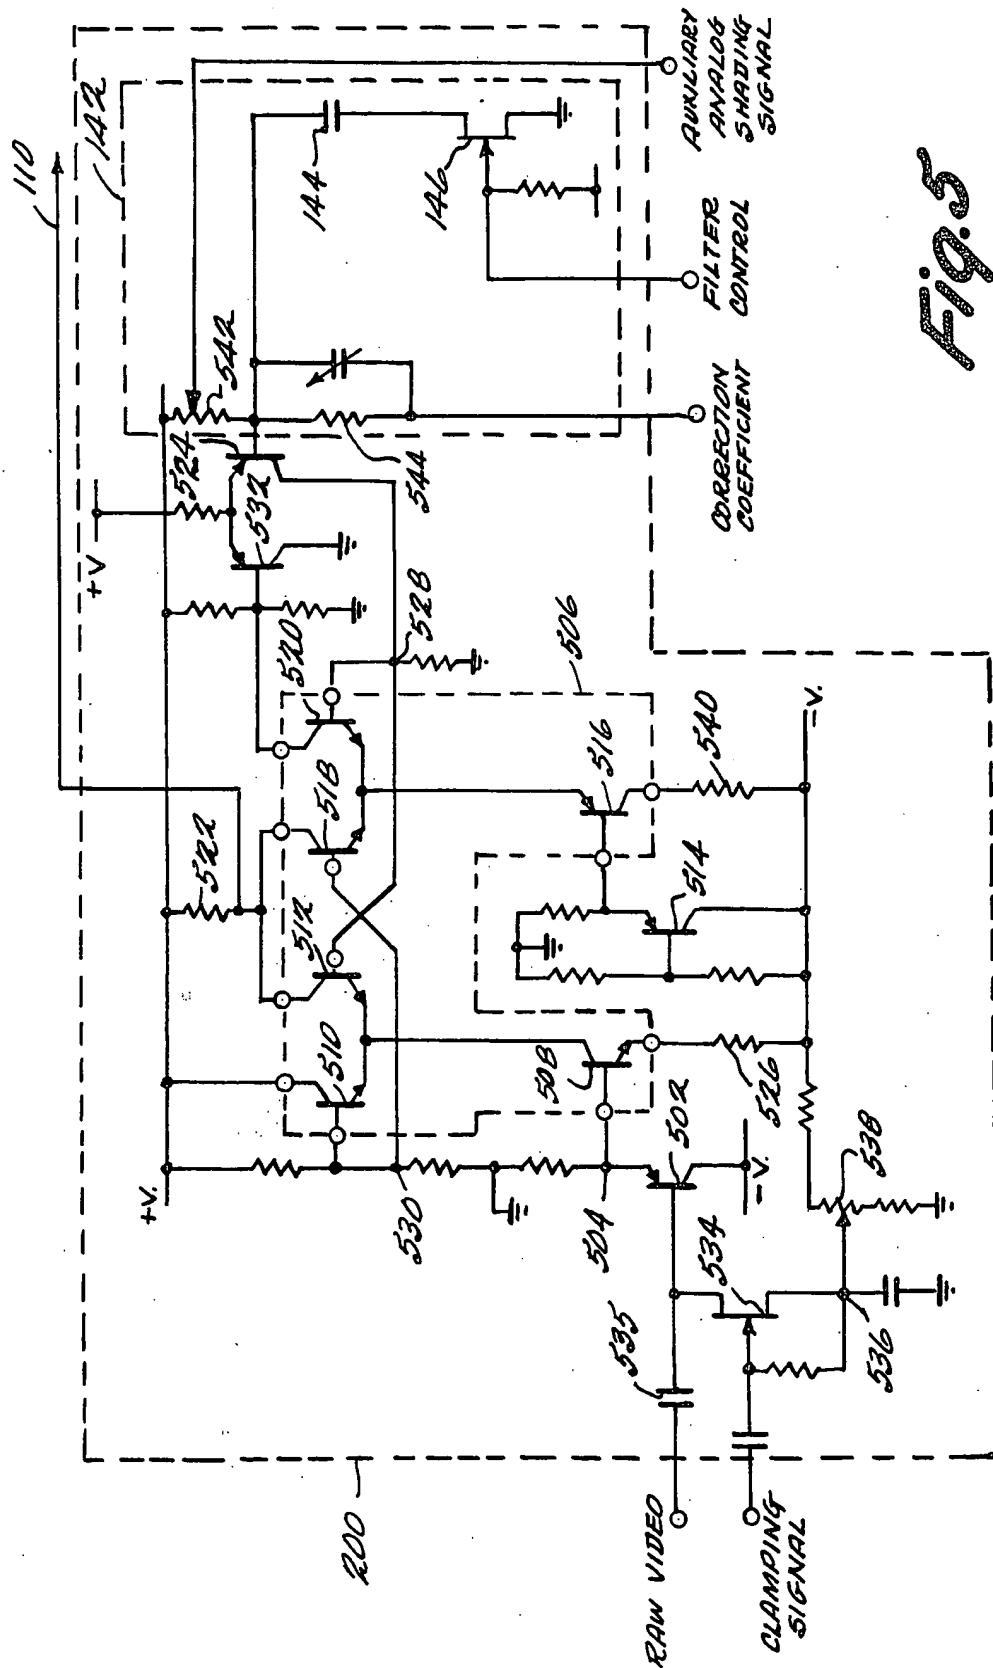 110
142
+V
524
532
542
544
144
146
AUXILIARY
ANALOG
SHADING
SIGNAL
FILTER
CONTROL
CORRECTION
COEFFICIENT
522
520
528
506
518
512
510
516
540
514
-V.
+V.
530
504
508
502
526
-V.
538
534
535
536
200
RAW VIDEO
CLAMPING
SIGNAL
Fig.5